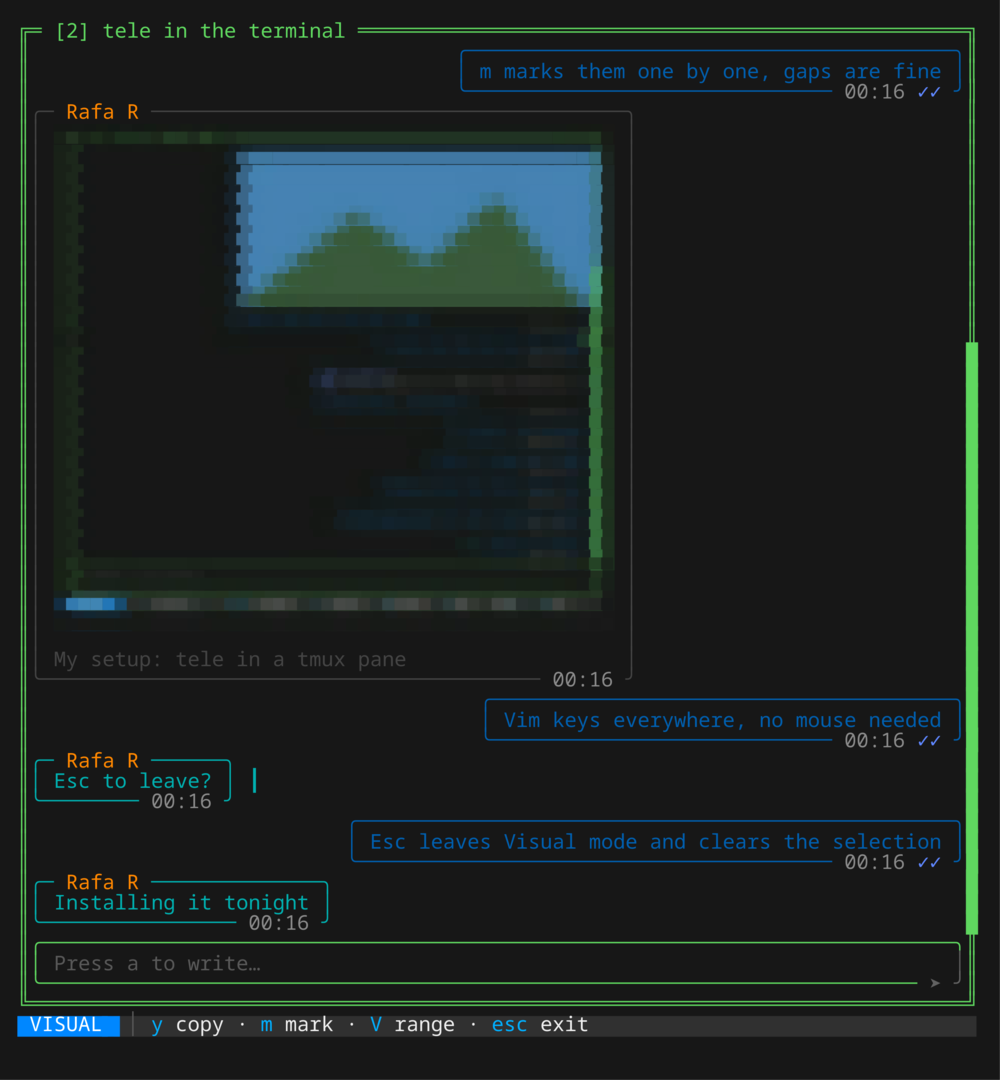 [2] tele in the terminal
m marks them one by one, gaps are fine
00:16 ✓✓
Rafa R
My setup: tele in a tmux pane
00:16
Vim keys everywhere, no mouse needed
00:16 ✓✓
Rafa R
Esc to leave?
00:16
Esc leaves Visual mode and clears the selection
00:16 ✓✓
Rafa R
Installing it tonight
00:16
Press a to write…
➤
VISUAL │ y copy · m mark · V range · esc exit